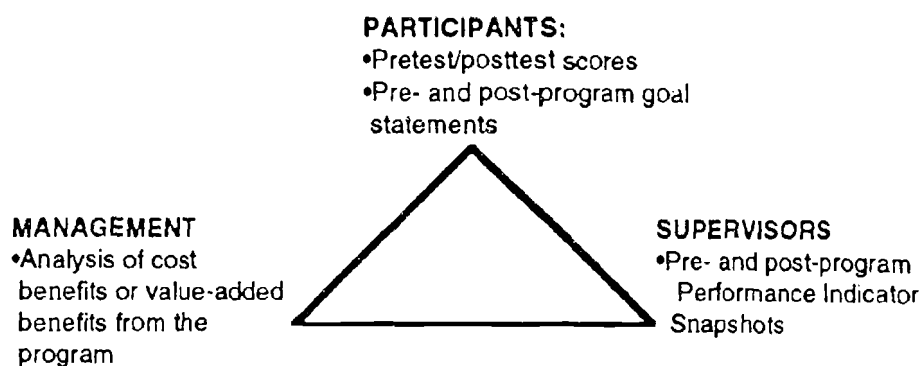 PARTICIPANTS:
•Pretest/posttest scores
•Pre- and post-program goal
statements
MANAGEMENT
•Analysis of cost
benefits or value-added
benefits from the
program
SUPERVISORS
•Pre- and post-program
Performance Indicator
Snapshots